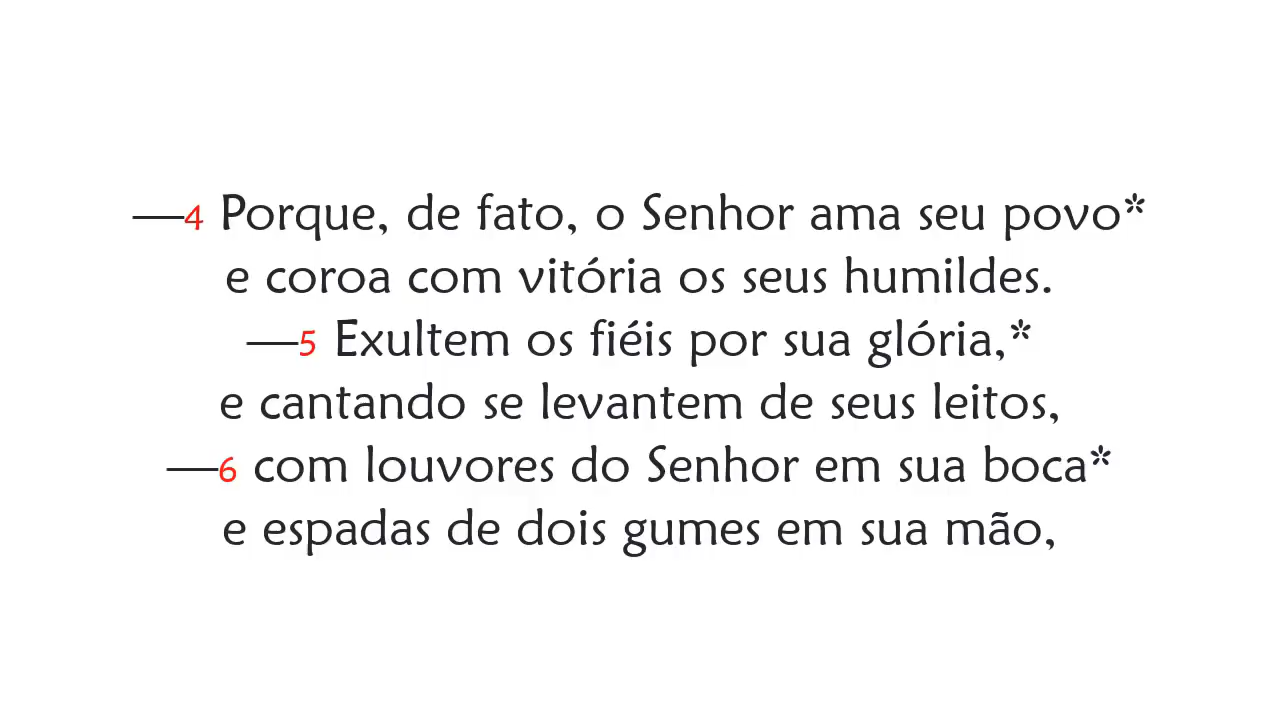 —4 Porque, de fato, o Senhor ama seu povo*
e coroa com vitória os seus humildes.
—5 Exultem os fiéis por sua glória,*
e cantando se levantem de seus leitos,
—6 com louvores do Senhor em sua boca*
e espadas de dois gumes em sua mão,